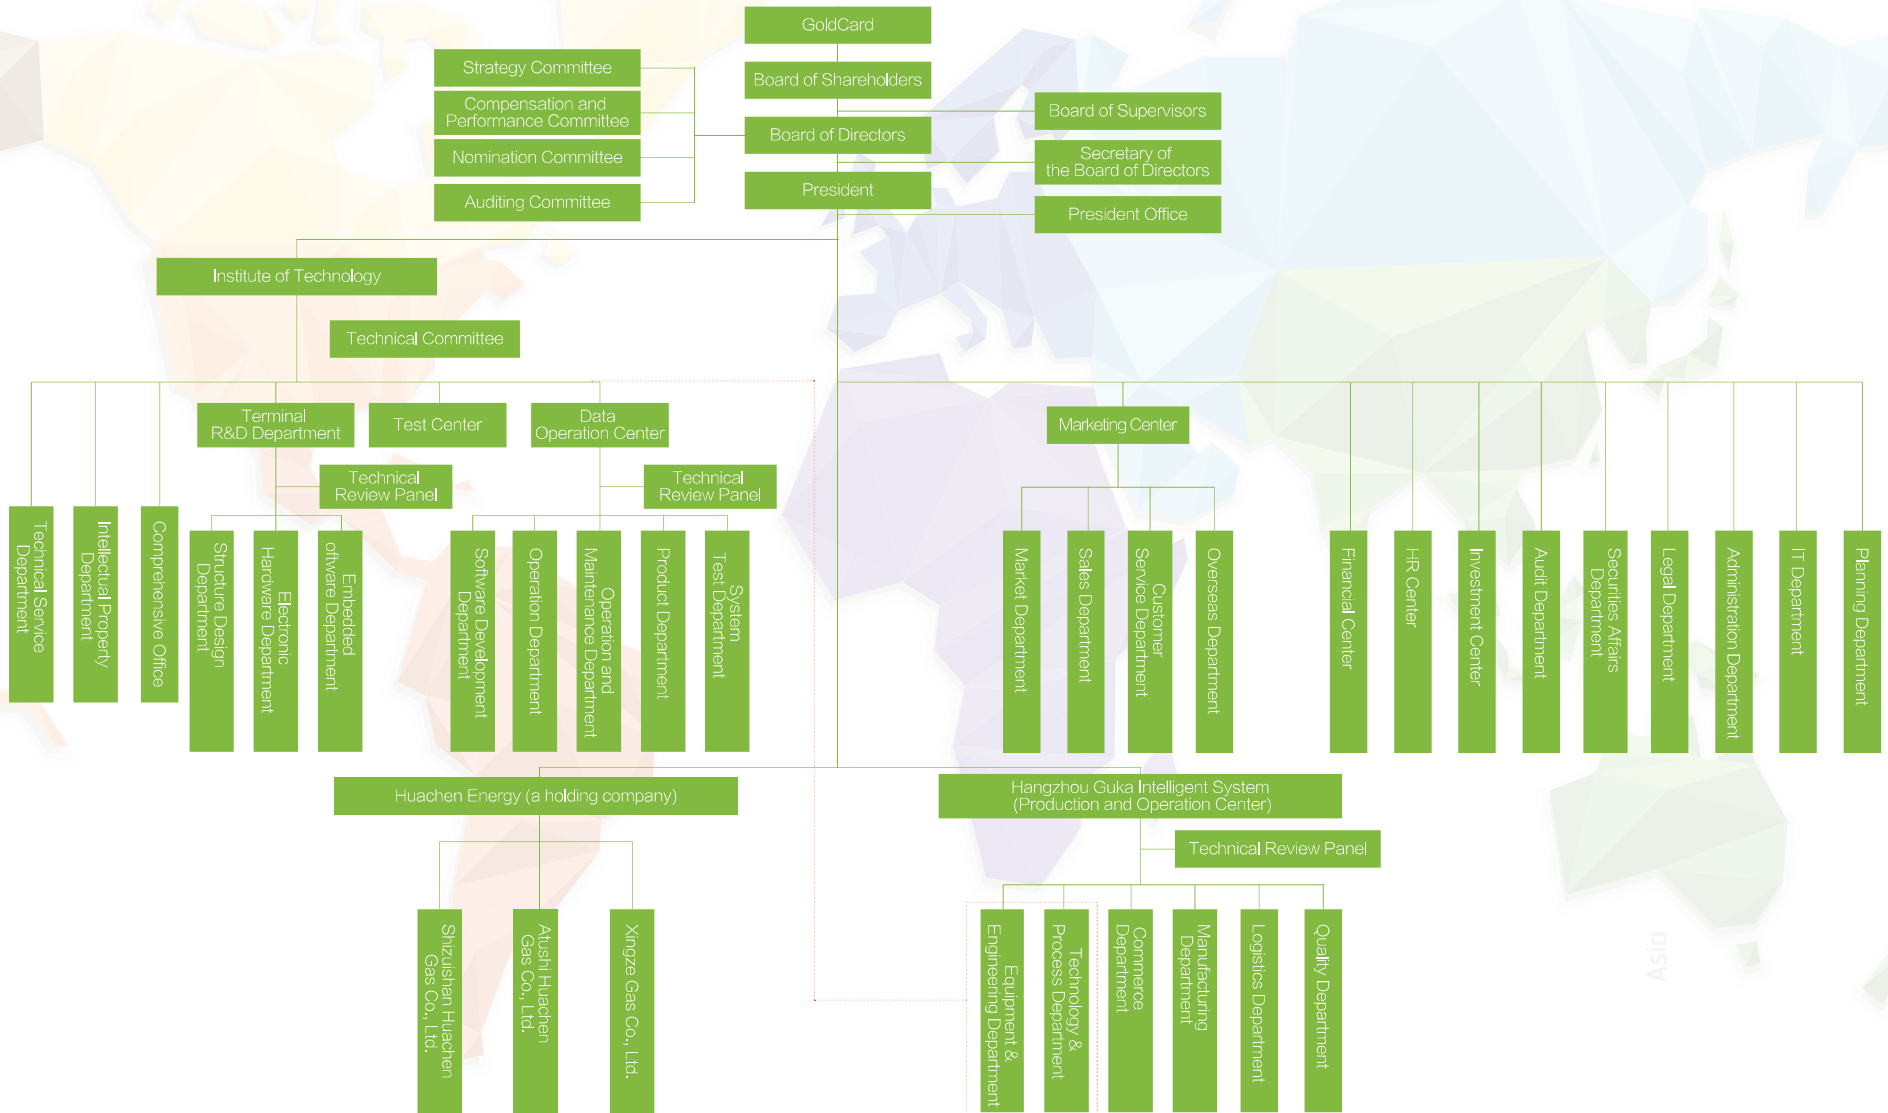 GoldCard
Strategy Committee
Board of Shareholders
Compensation and
Performance Committee
Board of Supervisors
Board of Directors
Nomination Committee
Secretary of
the Board of Directors
President
Auditing Committee
President Office
Institute of Technology
Technical Committee
Terminal
R&D Department
Test Center
Data
Operation Center
Marketing Center
Technical
Review Panel
Technical
Review Panel
Technical Service
Department
Intellectual Property
Department
Comprehensive Office
Structure Design
Department
Electronic
Hardware Department
Embedded
oftware Department
Software Development
Department
Operation Department
Operation and
Maintenance Department
Product Department
System
Test Department
Market Department
Sales Department
Customer
Service Department
Overseas Department
Financial Center
HR Center
Investment Center
Audit Department
Securities Affairs
Department
Legal Department
Administration Department
IT Department
Planning Department
Huachen Energy (a holding company)
Hangzhou Guka Intelligent System
(Production and Operation Center)
Technical Review Panel
Shizuishan Huachen
Gas Co., Ltd.
Atushi Huachen
Gas Co., Ltd.
Xingze Gas Co., Ltd.
Equipment &
Engineering Department
Technology &
Process Department
Commerce
Department
Manufacturing
Department
Logistics Department
Quality Department
Asia